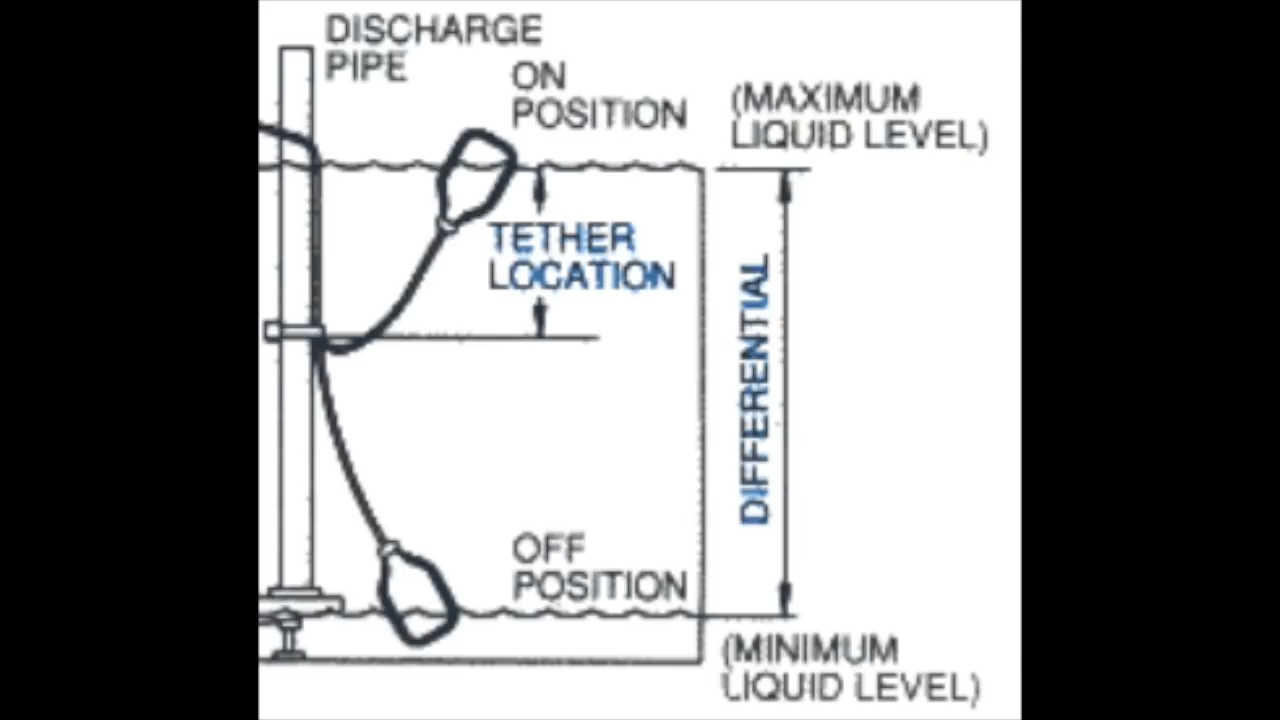 DISCHARGE
PIPE
ON
POSITION
(MAXIMUM
LIQUID LEVEL)
TETHER
LOCATION
DIFFERENTIAL
OFF
POSITION
(MINIMUM
LIQUID LEVEL)